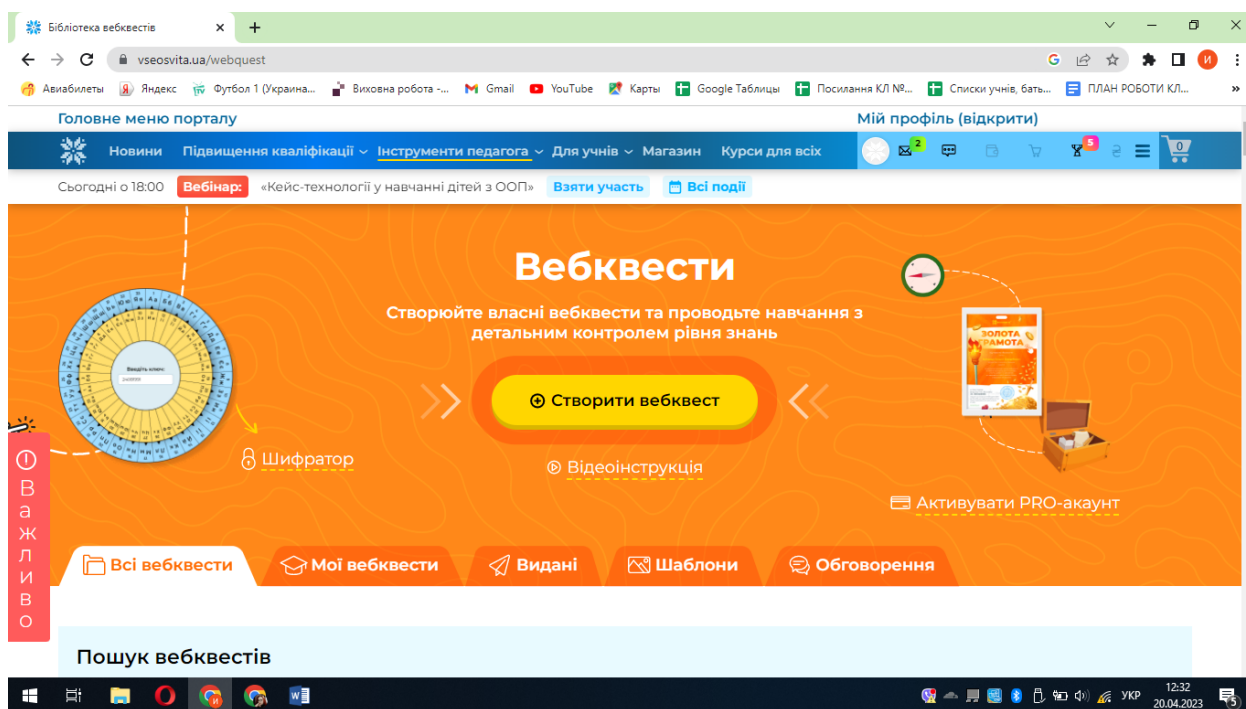 Бібліотека вебквестів
vseosvita.ua/webquest
Авиабилеты Яндекс Футбол 1 (Украина... Виховна робота -... Gmail YouTube Карты Google Таблицы Посилання КЛ №... Списки учнів, бать... ПЛАН РОБОТИ КЛ...
Головне меню порталу Мій профіль (відкрити)
Новини Підвищення кваліфікації Інструменти педагога Для учнів Магазин Курси для всіх 2 5 ₴ 0
Сьогодні о 18:00 Вебінар: «Кейс-технології у навчанні дітей з ООП» Взяти участь Всі події
Вебквести
Створюйте власні вебквести та проводьте навчання з
детальним контролем рівня знань
ЗОЛОТА
ГРАМОТА
Введіть ключ:
Створити вебквест
Шифратор
Відеоінструкція
Активувати PRO-акаунт
Важливо
Всі вебквести Мої вебквести Видані Шаблони Обговорення
Пошук вебквестів
УКР 12:32
20.04.2023 5